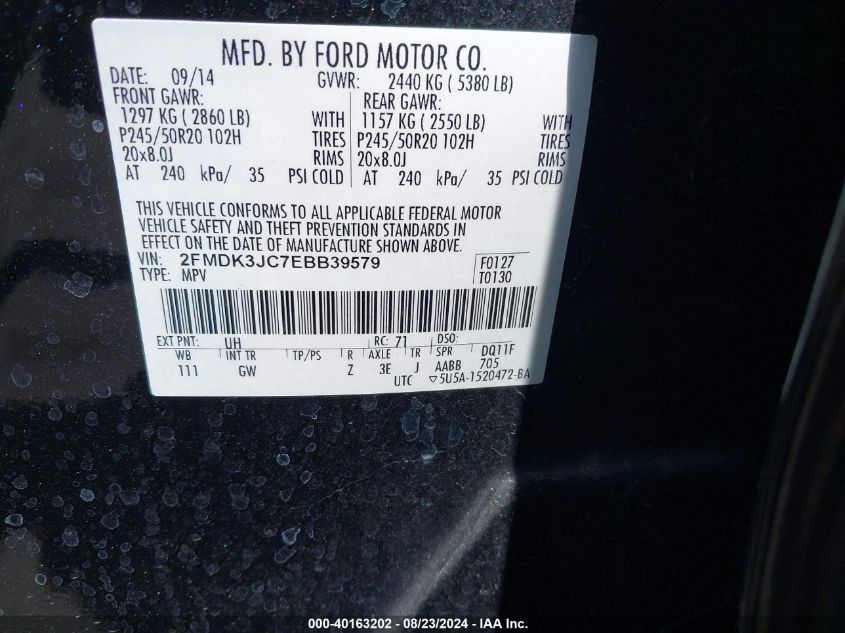 MFD. BY FORD MOTOR CO.
DATE: 09/14 GVWR: 2440 KG ( 5380 LB)
FRONT GAWR: REAR GAWR:
1297 KG ( 2860 LB) WITH 1157 KG ( 2550 LB) WITH
P245/50R20 102H TIRES P245/50R20 102H TIRES
20x8.0J RIMS 20x8.0J RIMS
AT 240 kPa/ 35 PSI COLD AT 240 kPa/ 35 PSI COLD
THIS VEHICLE CONFORMS TO ALL APPLICABLE FEDERAL MOTOR
VEHICLE SAFETY AND THEFT PREVENTION STANDARDS IN
EFFECT ON THE DATE OF MANUFACTURE SHOWN ABOVE.
VIN: 2FMDK3JC7EBB39579 F0127
TYPE: MPV T0130
EXT PNT: UH RC: 71 DSO:
WB INT TR TP/PS R AXLE TR SPR DQ11F
111 GW Z 3E J AABB 705
UTC ▽5U5A-1520472-BA
000-40163202 - 08/23/2024 - IAA Inc.